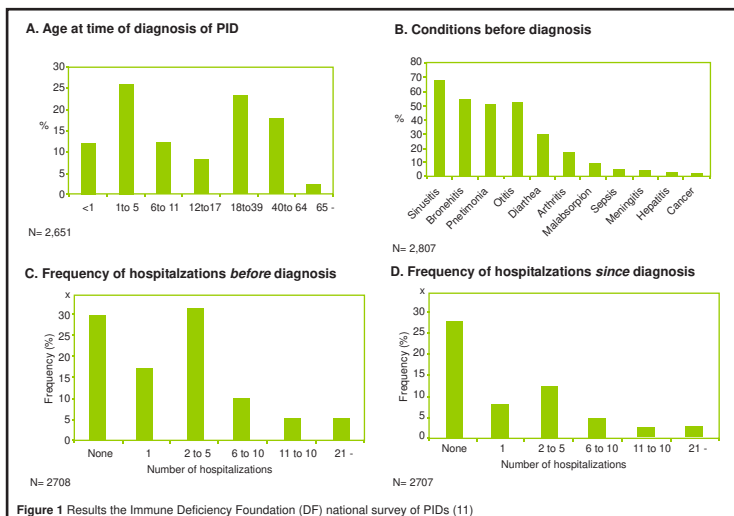 A. Age at time of diagnosis of PID
30
25
20
15
10
5
0
%
<1 1to 5 6to 11 12to17 18to39 40to 64 65 -
N= 2,651
B. Conditions before diagnosis
80
70
60
50
40
30
20
10
0
%
Sinusitis
Bronehitis
Pnetimonia
Otitis
Diarthea
Arthritis
Malabsorpion
Sepsis
Meningitis
Hepatitis
Cancer
N= 2,807
C. Frequency of hospitalzations before diagnosis
x
30
25
20
15
10
5
0
Frequency (%)
None 1 2 to 5 6 to 10 11 to 10 21 -
Number of hospitalizations
N= 2708
D. Frequency of hospitalzations since diagnosis
x
30
25
20
15
10
5
0
Frequency (%)
None 1 2 to 5 6 to 10 11 to 10 21 -
Number of hospitalizations
N= 2707
Figure 1 Results the Immune Deficiency Foundation (DF) national survey of PIDs (11)